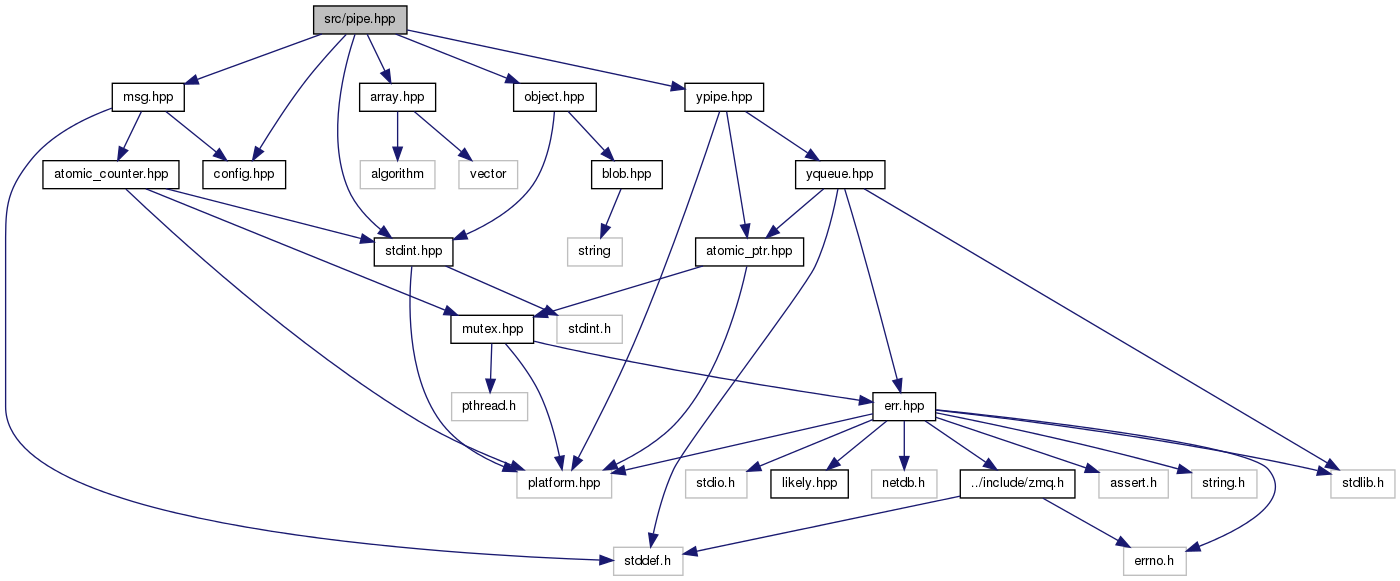 src/pipe.hpp
msg.hpp
array.hpp
object.hpp
ypipe.hpp
atomic_counter.hpp
config.hpp
algorithm
vector
blob.hpp
yqueue.hpp
stdint.hpp
string
atomic_ptr.hpp
mutex.hpp
stdint.h
pthread.h
err.hpp
platform.hpp
stdio.h
likely.hpp
netdb.h
../include/zmq.h
assert.h
string.h
stdlib.h
stddef.h
errno.h